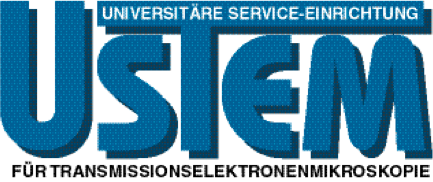 UNIVERSITÄRE SERVICE-EINRICHTUNG
USTEM
FÜR TRANSMISSIONSELEKTRONENMIKROSKOPIE